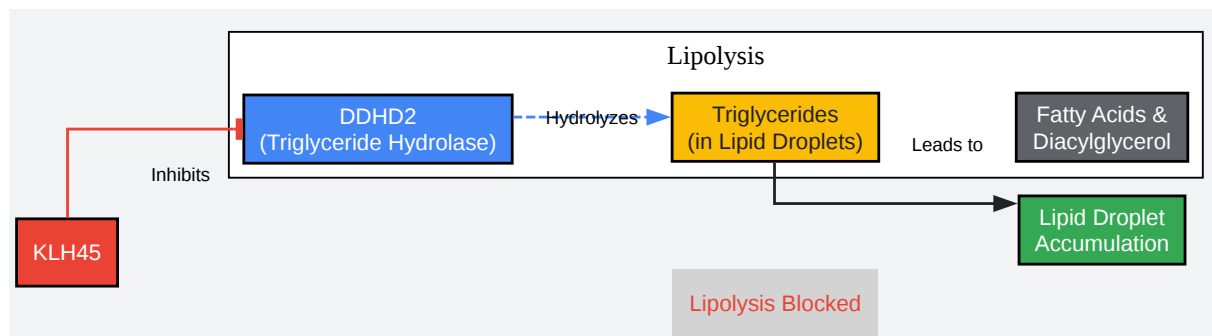 Lipolysis
DDHD2
(Triglyceride Hydrolase)
Hydrolyzes
Triglycerides
(in Lipid Droplets)
Leads to
Fatty Acids &
Diacylglycerol
Inhibits
KLH45
Lipid Droplet
Accumulation
Lipolysis Blocked